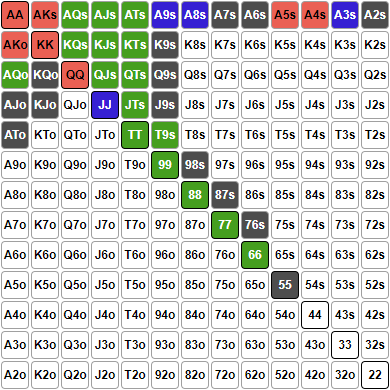 AA AKs AQs AJs ATs A9s A8s A7s A6s A5s A4s A3s A2s
AKo KK KQs KJs KTs K9s K8s K7s K6s K5s K4s K3s K2s
AQo KQo QQ QJs QTs Q9s Q8s Q7s Q6s Q5s Q4s Q3s Q2s
AJo KJo QJo JJ JTs J9s J8s J7s J6s J5s J4s J3s J2s
ATo KTo QTo JTo TT T9s T8s T7s T6s T5s T4s T3s T2s
A9o K9o Q9o J9o T9o 99 98s 97s 96s 95s 94s 93s 92s
A8o K8o Q8o J8o T8o 98o 88 87s 86s 85s 84s 83s 82s
A7o K7o Q7o J7o T7o 97o 87o 77 76s 75s 74s 73s 72s
A6o K6o Q6o J6o T6o 96o 86o 76o 66 65s 64s 63s 62s
A5o K5o Q5o J5o T5o 95o 85o 75o 65o 55 54s 53s 52s
A4o K4o Q4o J4o T4o 94o 84o 74o 64o 54o 44 43s 42s
A3o K3o Q3o J3o T3o 93o 83o 73o 63o 53o 43o 33 32s
A2o K2o Q2o J2o T2o 92o 82o 72o 62o 52o 42o 32o 22